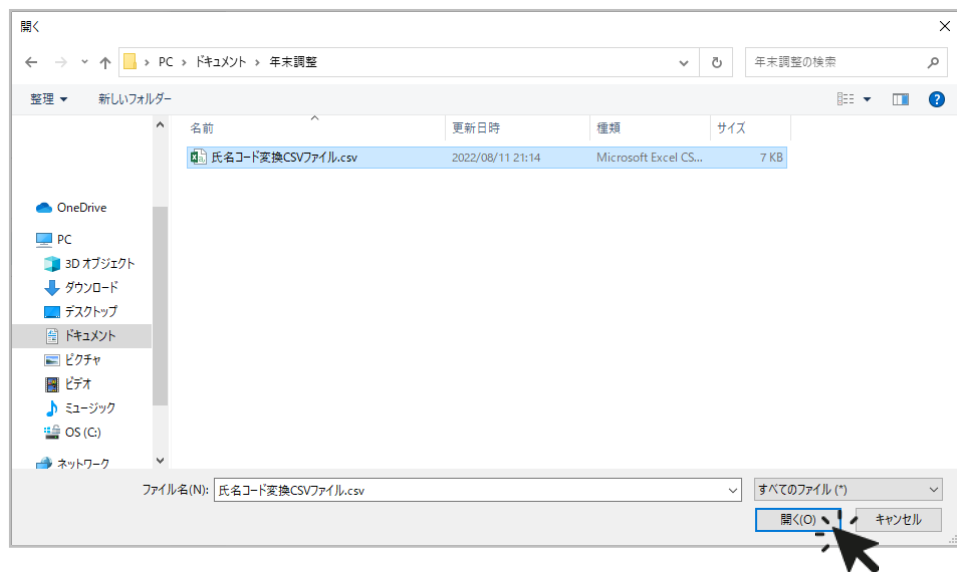 開く
PC › ドキュメント › 年末調整
年末調整の検索
整理 新しいフォルダー
名前 更新日時 種類 サイズ
氏名コード変換CSVファイル.csv 2022/08/11 21:14 Microsoft Excel CS... 7 KB
OneDrive
PC
3D オブジェクト
ダウンロード
デスクトップ
ドキュメント
ピクチャ
ビデオ
ミュージック
OS (C:)
ネットワーク
ファイル名(N): 氏名コード変換CSVファイル.csv すべてのファイル (*)
開く(O) キャンセル